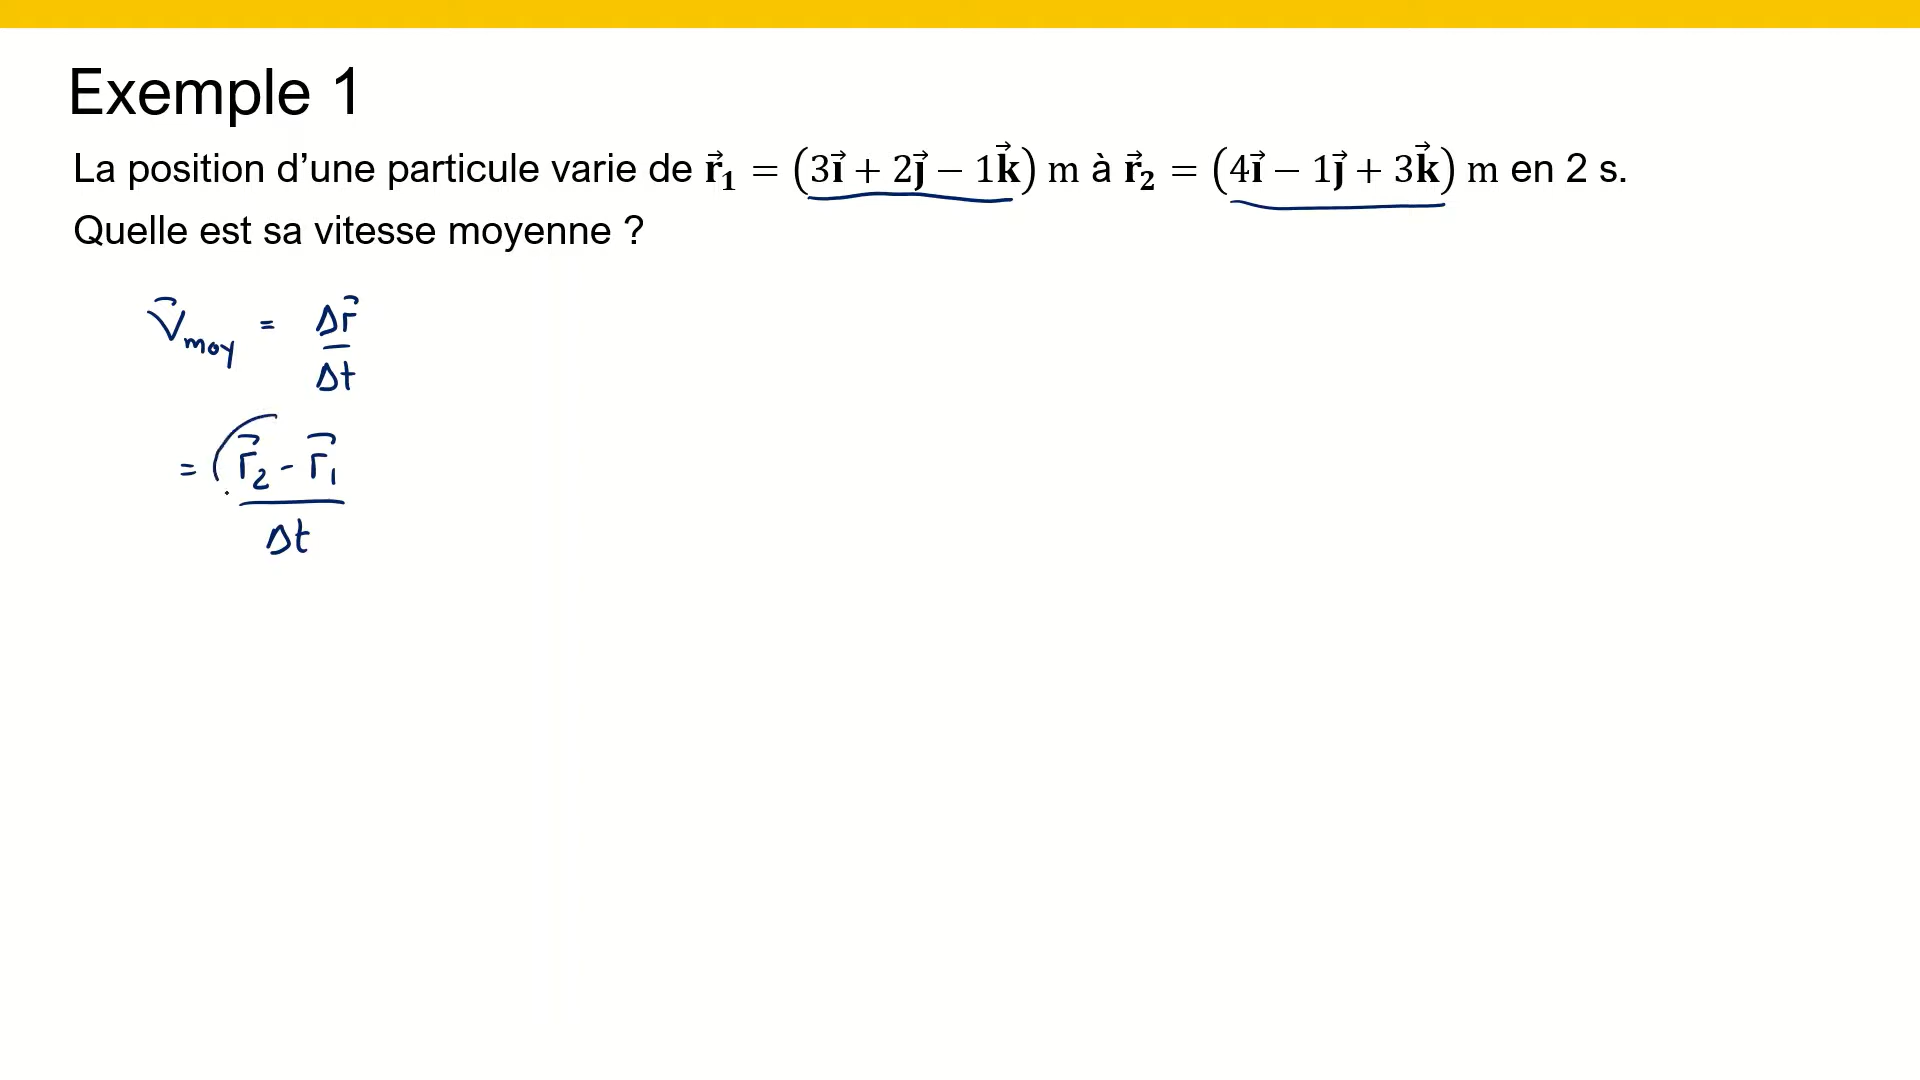 Exemple 1
La position d’une particule varie de r⃗₁ = (3i⃗ + 2j⃗ − 1k⃗) m à r⃗₂ = (4i⃗ − 1j⃗ + 3k⃗) m en 2 s.
Quelle est sa vitesse moyenne ?
v⃗moy = Δr⃗ / Δt
= (r⃗₂ - r⃗₁ / Δt